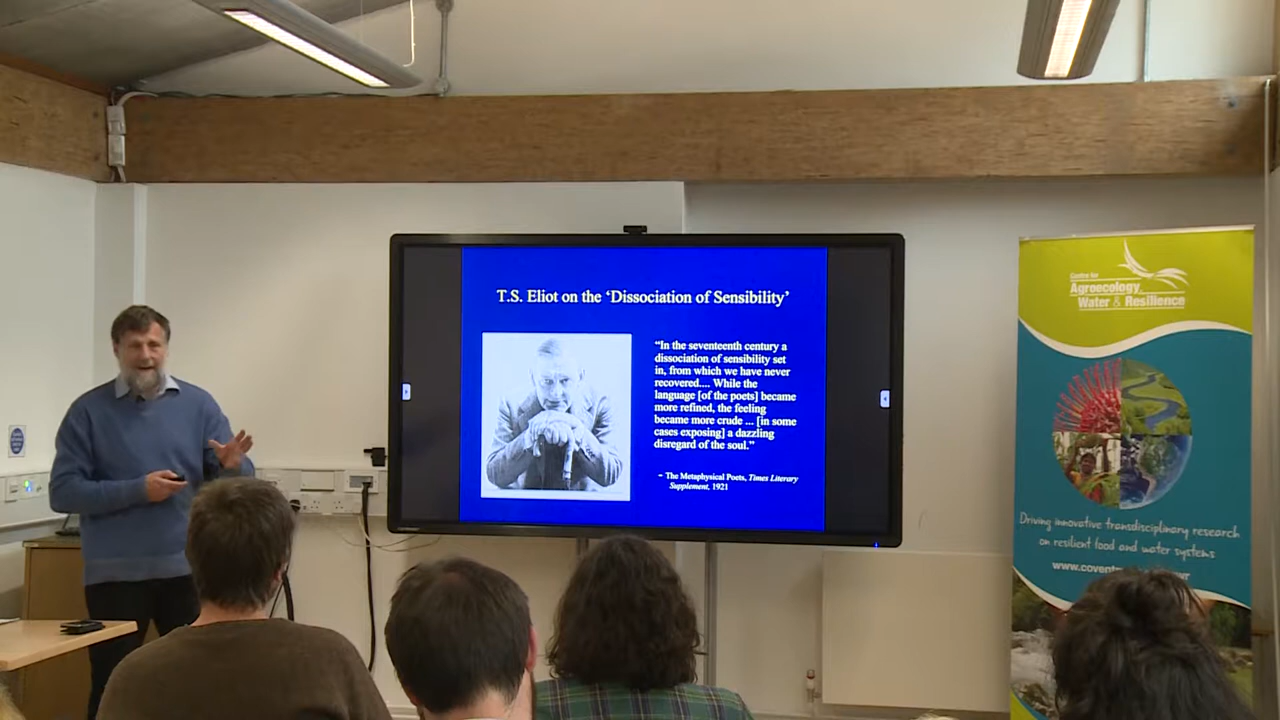 T.S. Eliot on the ‘Dissociation of Sensibility’
“In the seventeenth century a
dissociation of sensibility set
in, from which we have never
recovered.... While the
language [of the poets] became
more refined, the feeling
became more crude ... [in some
cases exposing] a dazzling
disregard of the soul.”
– The Metaphysical Poets, Times Literary
Supplement, 1921
Centre for
Agroecology,
Water & Resilience
Driving innovative transdisciplinary research
on resilient food and water systems